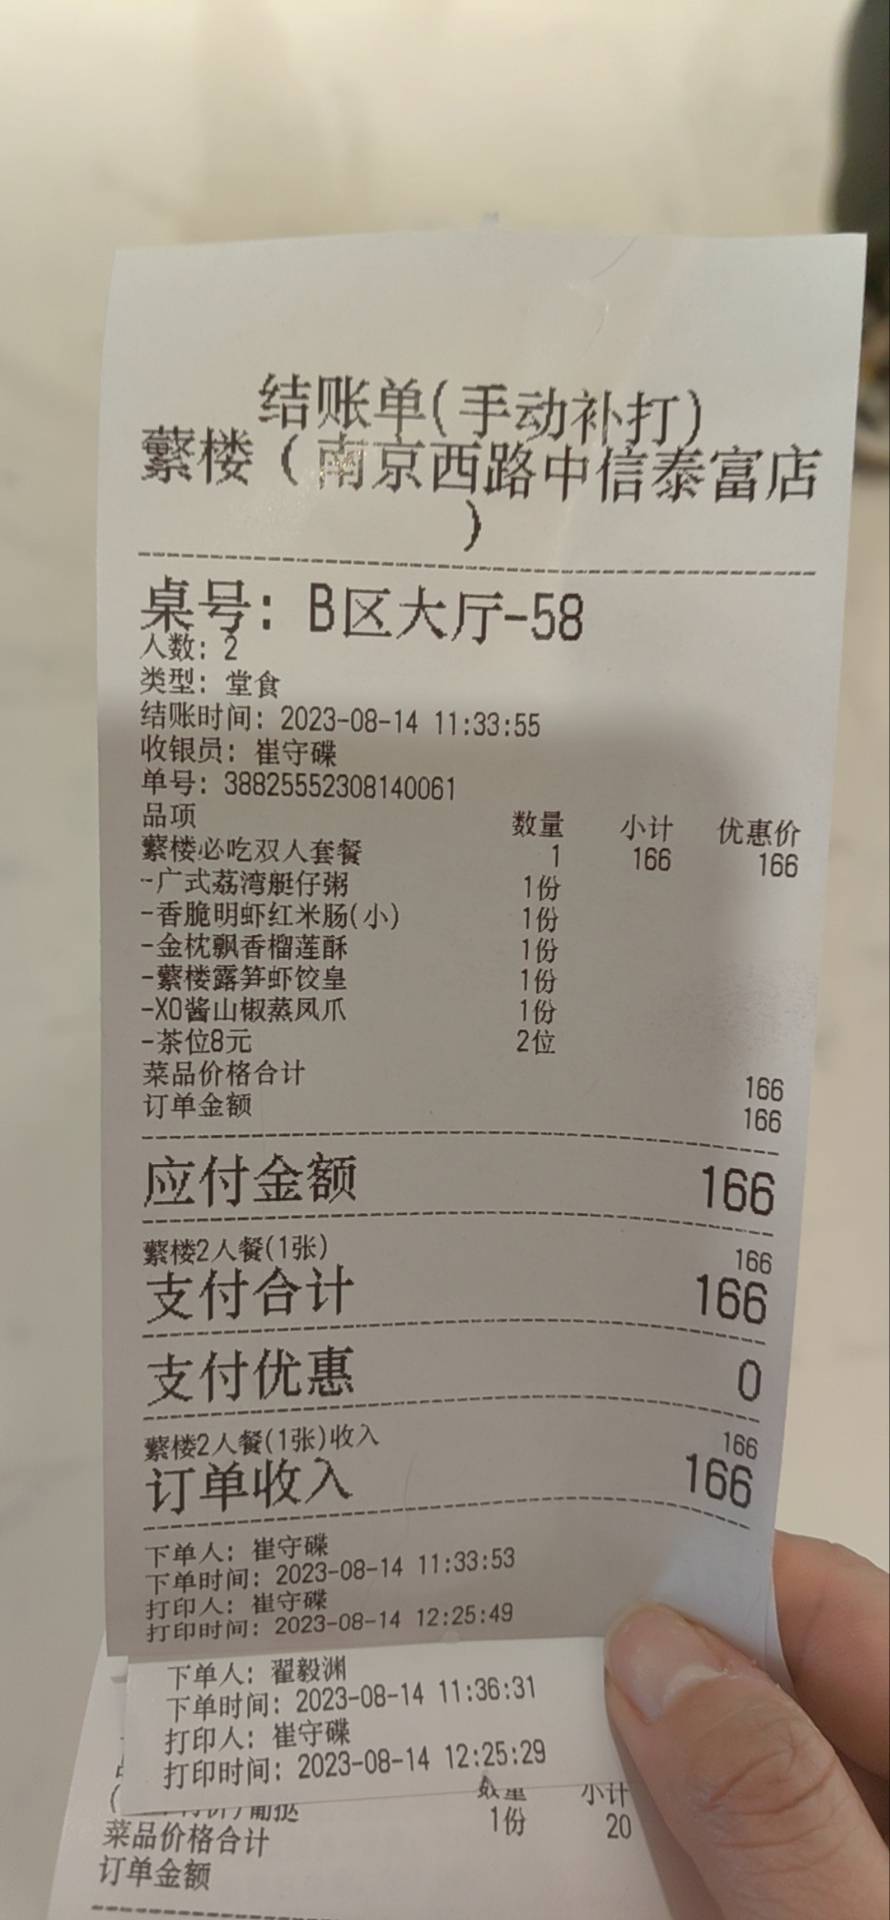 结账单(手动补打)
蘩楼（南京西路中信泰富店
）
桌号: B区大厅-58
人数: 2
类型: 堂食
结账时间: 2023-08-14 11:33:55
收银员: 崔守碟
单号: 38825552308140061
品项 数量 小计 优惠价
蘩楼必吃双人套餐 1 166 166
-广式荔湾艇仔粥 1份
-香脆明虾红米肠(小) 1份
-金枕飘香榴莲酥 1份
-蘩楼露笋虾饺皇 1份
-XO酱山椒蒸凤爪 1份
-茶位8元 2位
菜品价格合计 166
订单金额 166
应付金额 166
蘩楼2人餐(1张) 166
支付合计 166
支付优惠 0
蘩楼2人餐(1张)收入 166
订单收入 166
下单人: 崔守碟
下单时间: 2023-08-14 11:33:53
打印人: 崔守碟
打印时间: 2023-08-14 12:25:49
下单人: 翟毅渊
下单时间: 2023-08-14 11:36:31
打印人: 崔守碟
打印时间: 2023-08-14 12:25:29
数量 小计
1份 20
菜品价格合计
订单金额